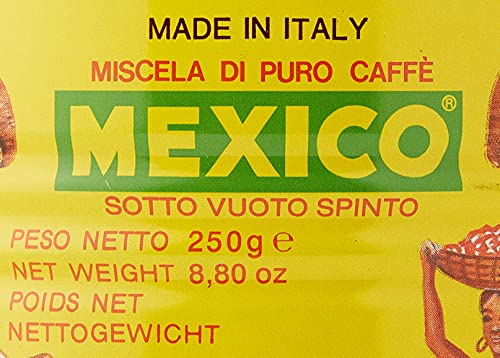 MADE IN ITALY
MISCELA DI PURO CAFFÈ
MEXICO®
SOTTO VUOTO SPINTO
PESO NETTO 250g e
NET WEIGHT 8,80 oz
POIDS NET
NETTOGEWICHT